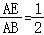 AE/AB = 1/2